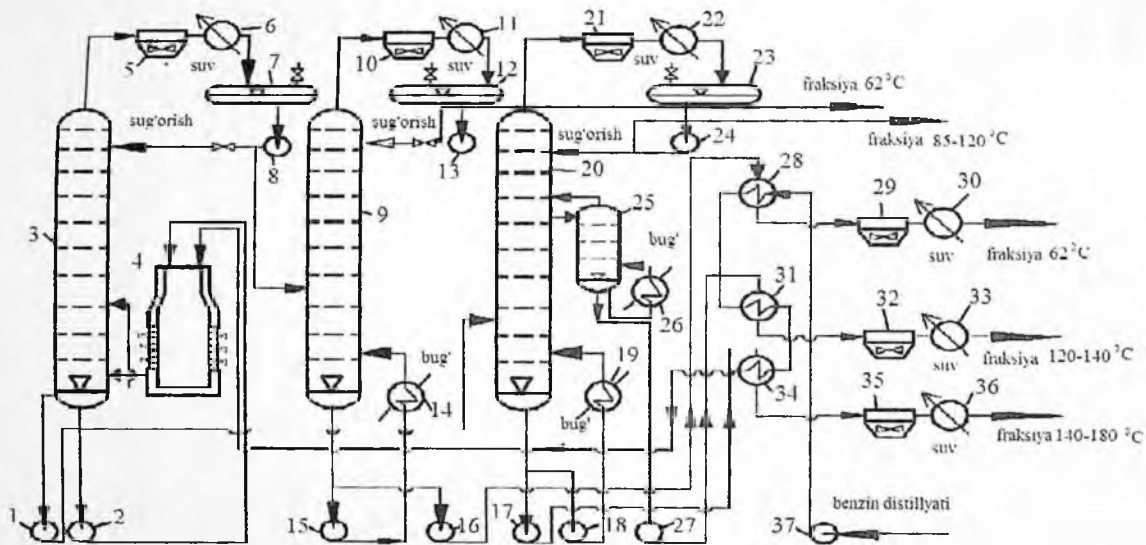 6
11
21
22
5
7
suv
10
suv
12
suv
23
fraksiya 62 °C
sug'orish
8
sug'orish
13
sug'orish
24
fraksiya 85-120 °C
20
28
3
4
9
25
bug'
29
30
suv
fraksiya 62 °C
31
26
32
33
suv
fraksiya 120-140 °C
bug'
14
19
bug'
34
35
36
suv
fraksiya 140-180 °C
1
2
15
16
17
18
27
37
benzin distillyati